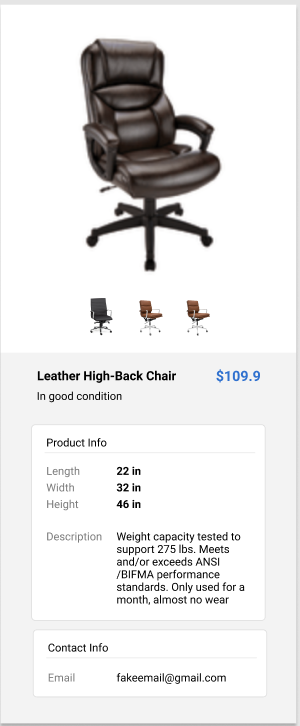 Leather High-Back Chair $109.9
In good condition
Product Info
Length 22 in
Width 32 in
Height 46 in
Description Weight capacity tested to
support 275 lbs. Meets
and/or exceeds ANSI
/BIFMA performance
standards. Only used for a
month, almost no wear
Contact Info
Email fakeemail@gmail.com